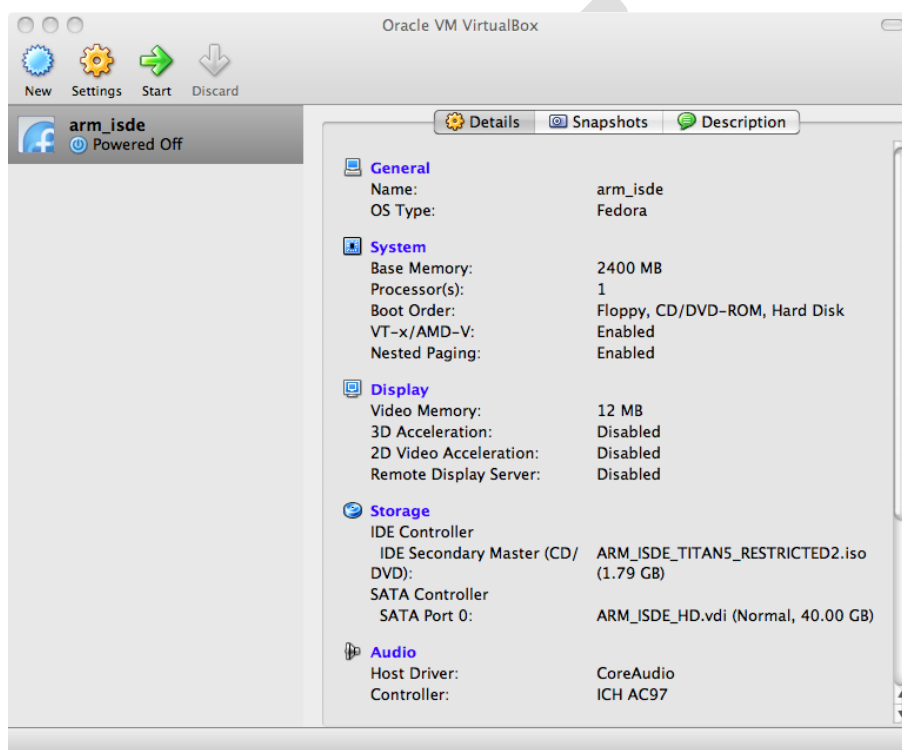 Oracle VM VirtualBox
New Settings Start Discard
arm_isde
Powered Off
Details Snapshots Description
General
Name: arm_isde
OS Type: Fedora
System
Base Memory: 2400 MB
Processor(s): 1
Boot Order: Floppy, CD/DVD-ROM, Hard Disk
VT-x/AMD-V: Enabled
Nested Paging: Enabled
Display
Video Memory: 12 MB
3D Acceleration: Disabled
2D Video Acceleration: Disabled
Remote Display Server: Disabled
Storage
IDE Controller
IDE Secondary Master (CD/ ARM_ISDE_TITAN5_RESTRICTED2.iso
DVD): (1.79 GB)
SATA Controller
SATA Port 0: ARM_ISDE_HD.vdi (Normal, 40.00 GB)
Audio
Host Driver: CoreAudio
Controller: ICH AC97